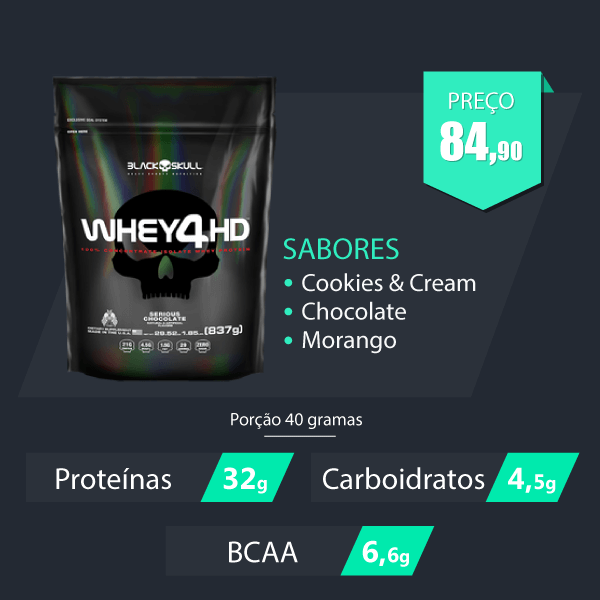 PREÇO
84,90
BLACK SKULL
WHEY4HD
SERIOUS
CHOCOLATE
(837g)
SABORES
• Cookies & Cream
• Chocolate
• Morango
Porção 40 gramas
Proteínas 32g
Carboidratos 4,5g
BCAA 6,6g